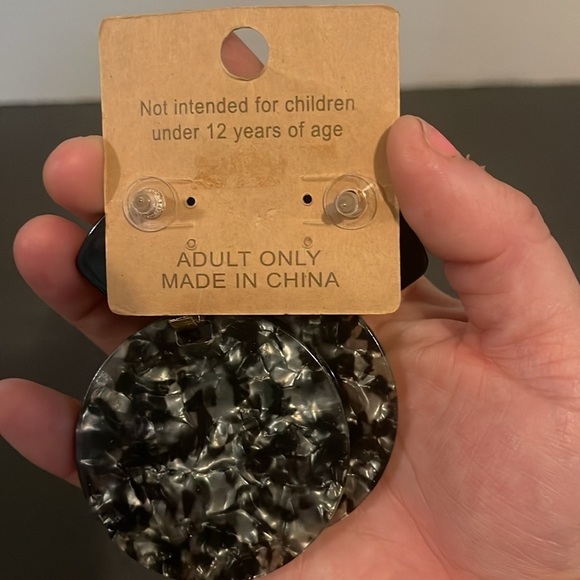 Not intended for children
under 12 years of age
ADULT ONLY
MADE IN CHINA